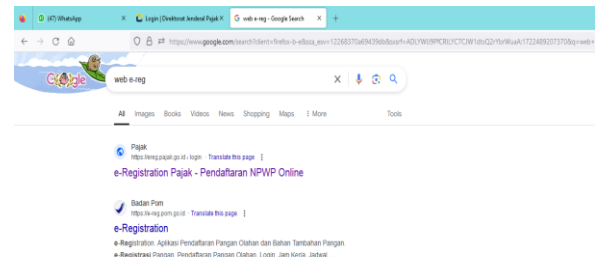 (47) WhatsApp
Login | Direktorat Jenderal Pajak
web e-reg - Google Search
https://www.google.com/search?client=firefox-b-e&sca_esv=
Google
web e-reg
All Images Books Videos News Shopping Maps More Tools
Pajak
https://ereg.pajak.go.id › login · Translate this page
e-Registration Pajak - Pendaftaran NPWP Online
Badan Pom
https://e-reg.pom.go.id · Translate this page
e-Registration
e-Registration. Aplikasi Pendaftaran Pangan Olahan dan Bahan Tambahan Pangan.
e-Registrasi Pangan. Pendaftaran Pangan Olahan. Login. Jam Kerja. Jadwal.